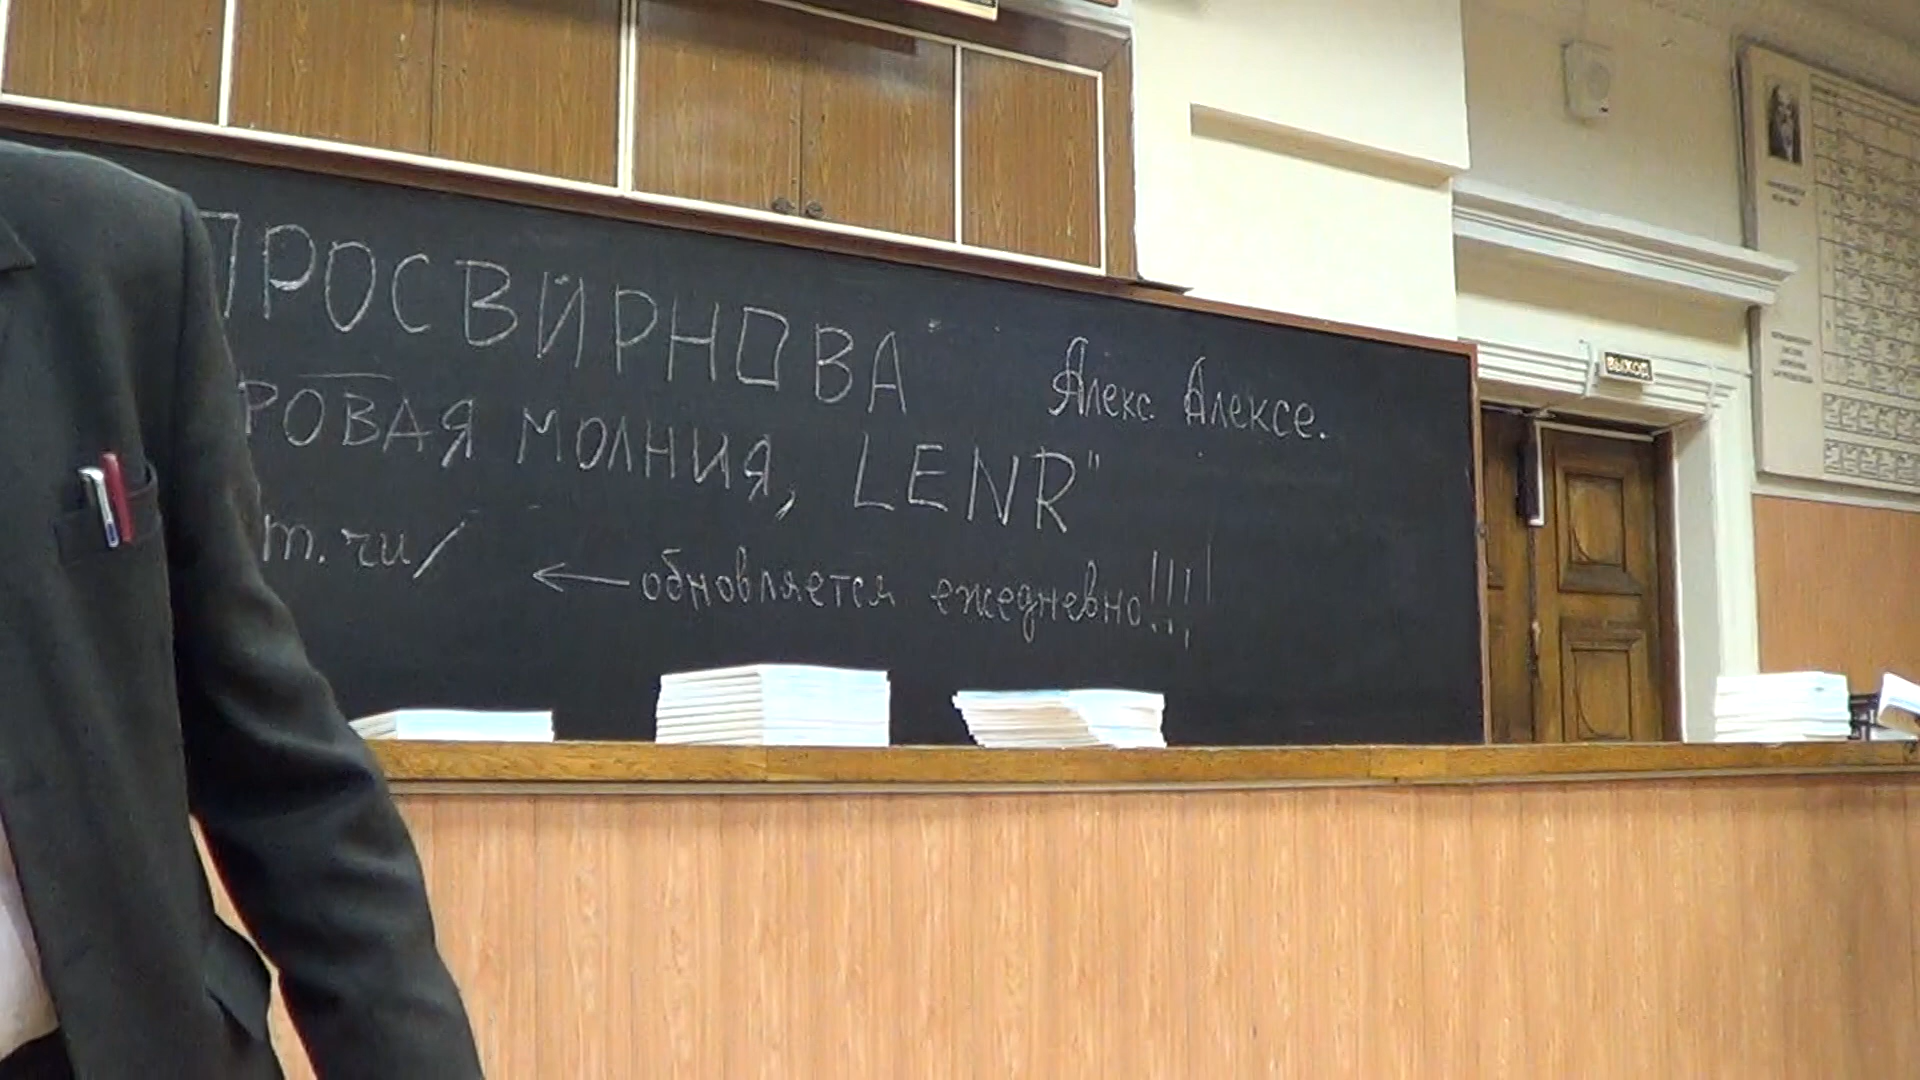 ПРОСВИРНОВА
Алекс. Алексе.
РОВАЯ МОЛНИЯ, LENR"
m.ru/
← обновляется ежедневно!!!!
ВЫХОД